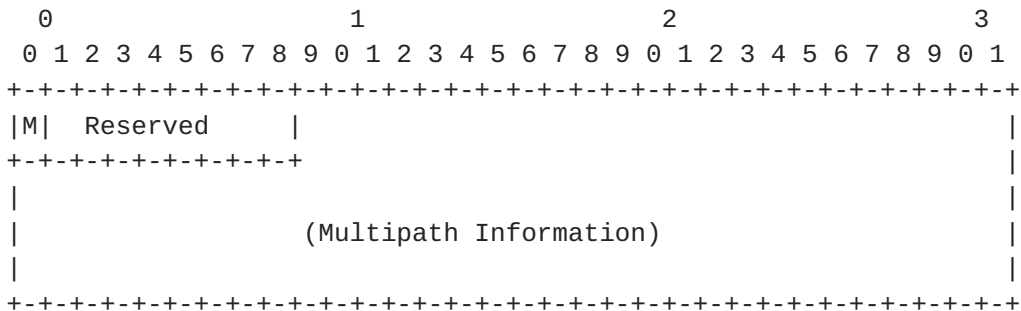 0                   1                   2                   3
 0 1 2 3 4 5 6 7 8 9 0 1 2 3 4 5 6 7 8 9 0 1 2 3 4 5 6 7 8 9 0 1
+-+-+-+-+-+-+-+-+-+-+-+-+-+-+-+-+-+-+-+-+-+-+-+-+-+-+-+-+-+-+-+-+
|M|  Reserved     |                                             |
+-+-+-+-+-+-+-+-+-+                                             |
|                                                               |
|                  (Multipath Information)                      |
|                                                               |
+-+-+-+-+-+-+-+-+-+-+-+-+-+-+-+-+-+-+-+-+-+-+-+-+-+-+-+-+-+-+-+-+